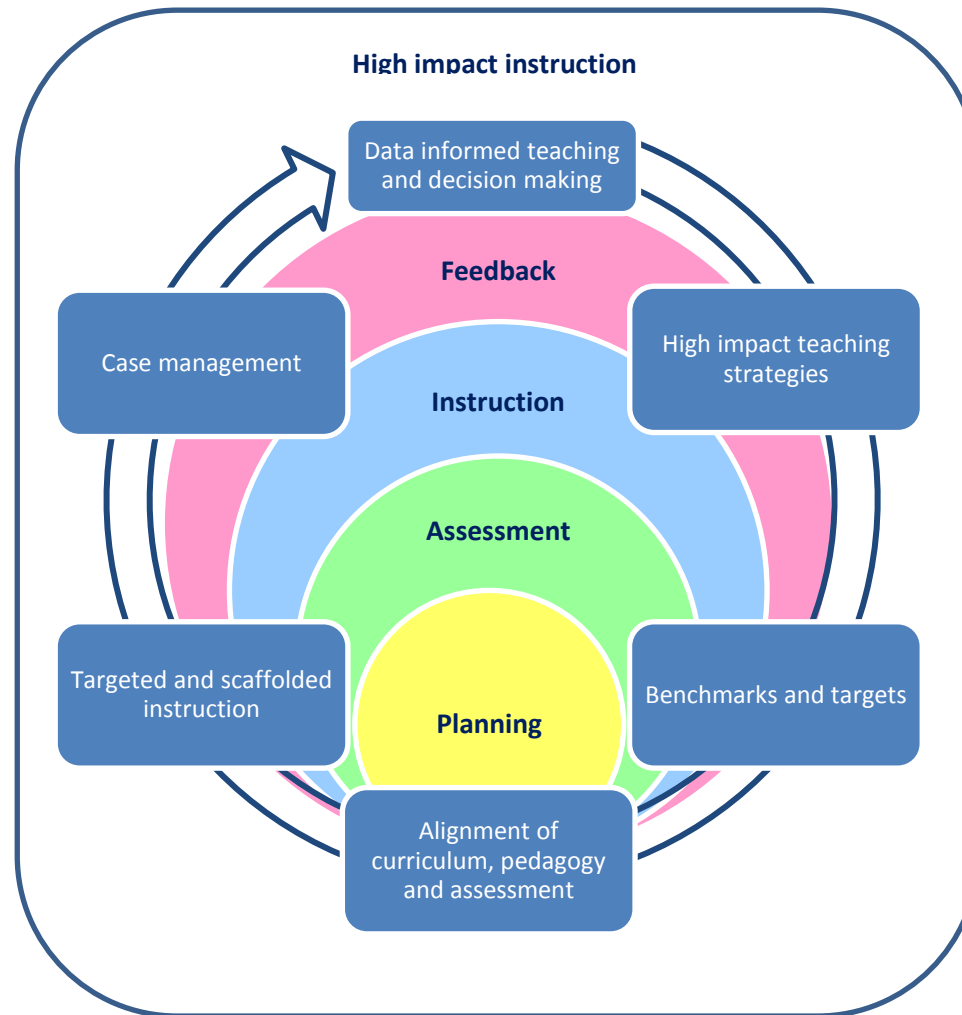 High impact instruction
Data informed teaching
and decision making
Feedback
Case management
High impact teaching
strategies
Instruction
Assessment
Targeted and scaffolded
instruction
Benchmarks and targets
Planning
Alignment of
curriculum, pedagogy
and assessment